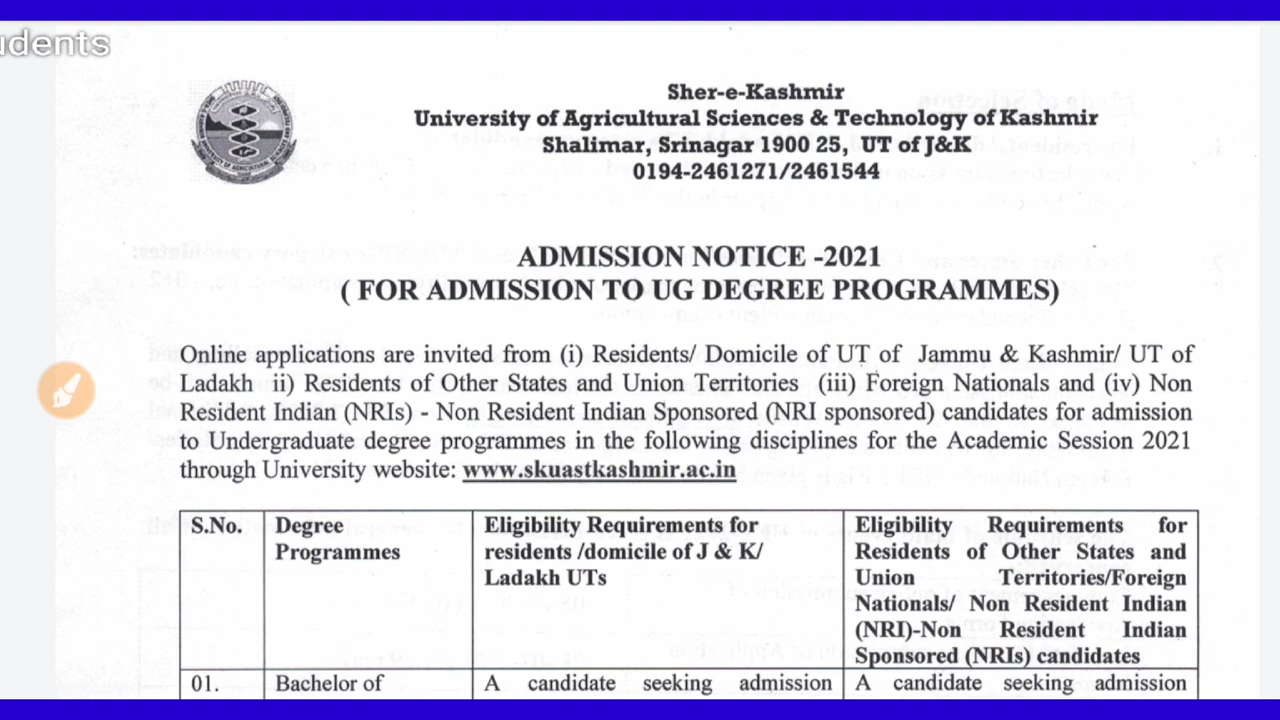 udents
Sher-e-Kashmir
University of Agricultural Sciences & Technology of Kashmir
Shalimar, Srinagar 1900 25, UT of J&K
0194-2461271/2461544
ADMISSION NOTICE -2021
( FOR ADMISSION TO UG DEGREE PROGRAMMES)
Online applications are invited from (i) Residents/ Domicile of UT of Jammu & Kashmir/ UT of
Ladakh ii) Residents of Other States and Union Territories (iii) Foreign Nationals and (iv) Non
Resident Indian (NRIs) - Non Resident Indian Sponsored (NRI sponsored) candidates for admission
to Undergraduate degree programmes in the following disciplines for the Academic Session 2021
through University website: www.skuastkashmir.ac.in
S.No.
Degree
Programmes
Eligibility Requirements for
residents /domicile of J & K/
Ladakh UTs
Eligibility Requirements for
Residents of Other States and
Union Territories/Foreign
Nationals/ Non Resident Indian
(NRI)-Non Resident Indian
Sponsored (NRIs) candidates
01.
Bachelor of
A candidate seeking admission
A candidate seeking admission